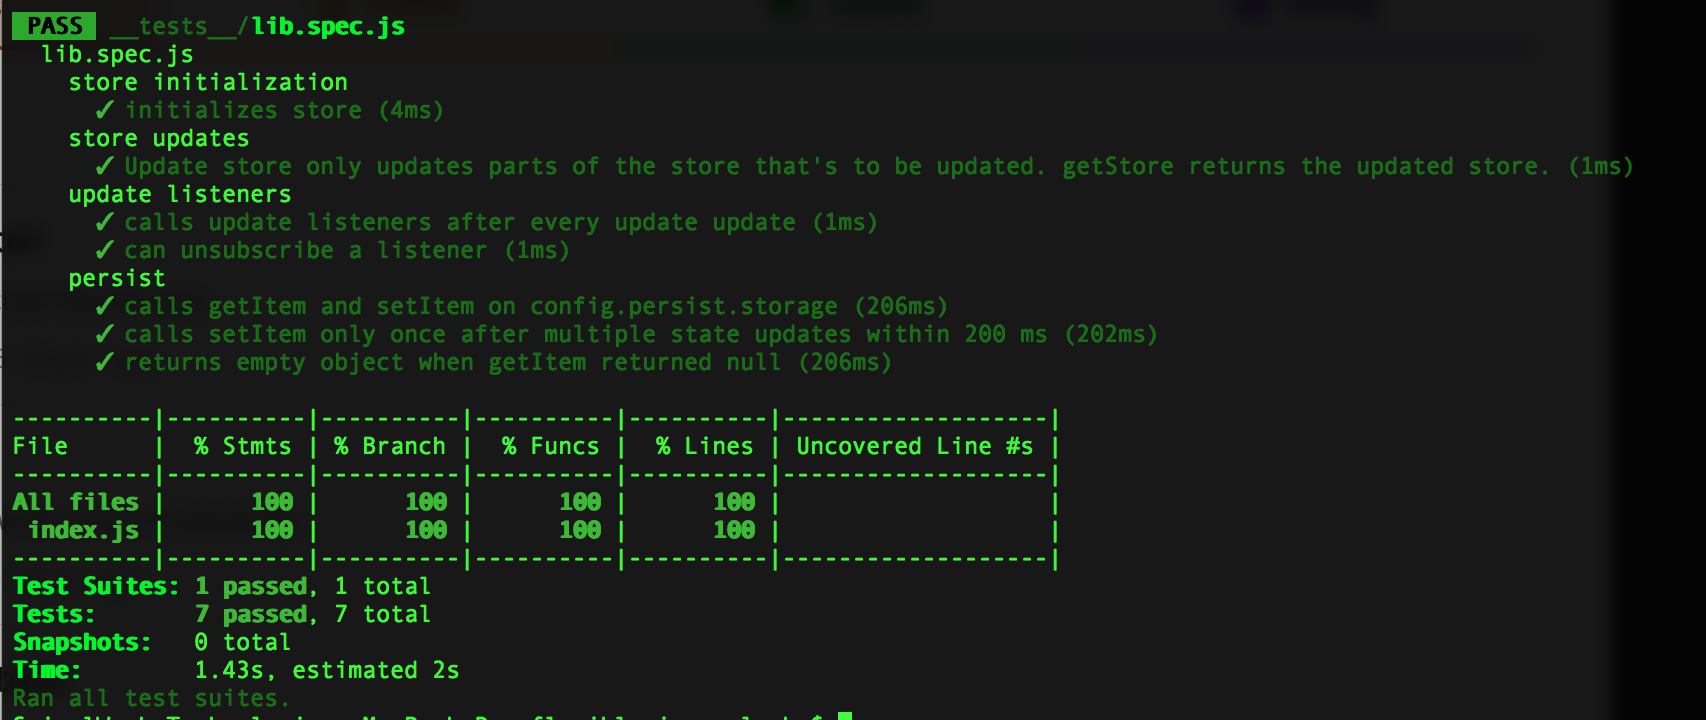 PASS __tests__/lib.spec.js
lib.spec.js
store initialization
✓ initializes store (4ms)
store updates
✓ Update store only updates parts of the store that's to be updated. getStore returns the updated store. (1ms)
update listeners
✓ calls update listeners after every update update (1ms)
✓ can unsubscribe a listener (1ms)
persist
✓ calls getItem and setItem on config.persist.storage (206ms)
✓ calls setItem only once after multiple state updates within 200 ms (202ms)
✓ returns empty object when getItem returned null (206ms)
----------|----------|----------|----------|----------|-------------------|
File | % Stmts | % Branch | % Funcs | % Lines | Uncovered Line #s |
----------|----------|----------|----------|----------|-------------------|
All files | 100 | 100 | 100 | 100 | |
index.js | 100 | 100 | 100 | 100 | |
----------|----------|----------|----------|----------|-------------------|
Test Suites: 1 passed, 1 total
Tests: 7 passed, 7 total
Snapshots: 0 total
Time: 1.43s, estimated 2s
Ran all test suites.